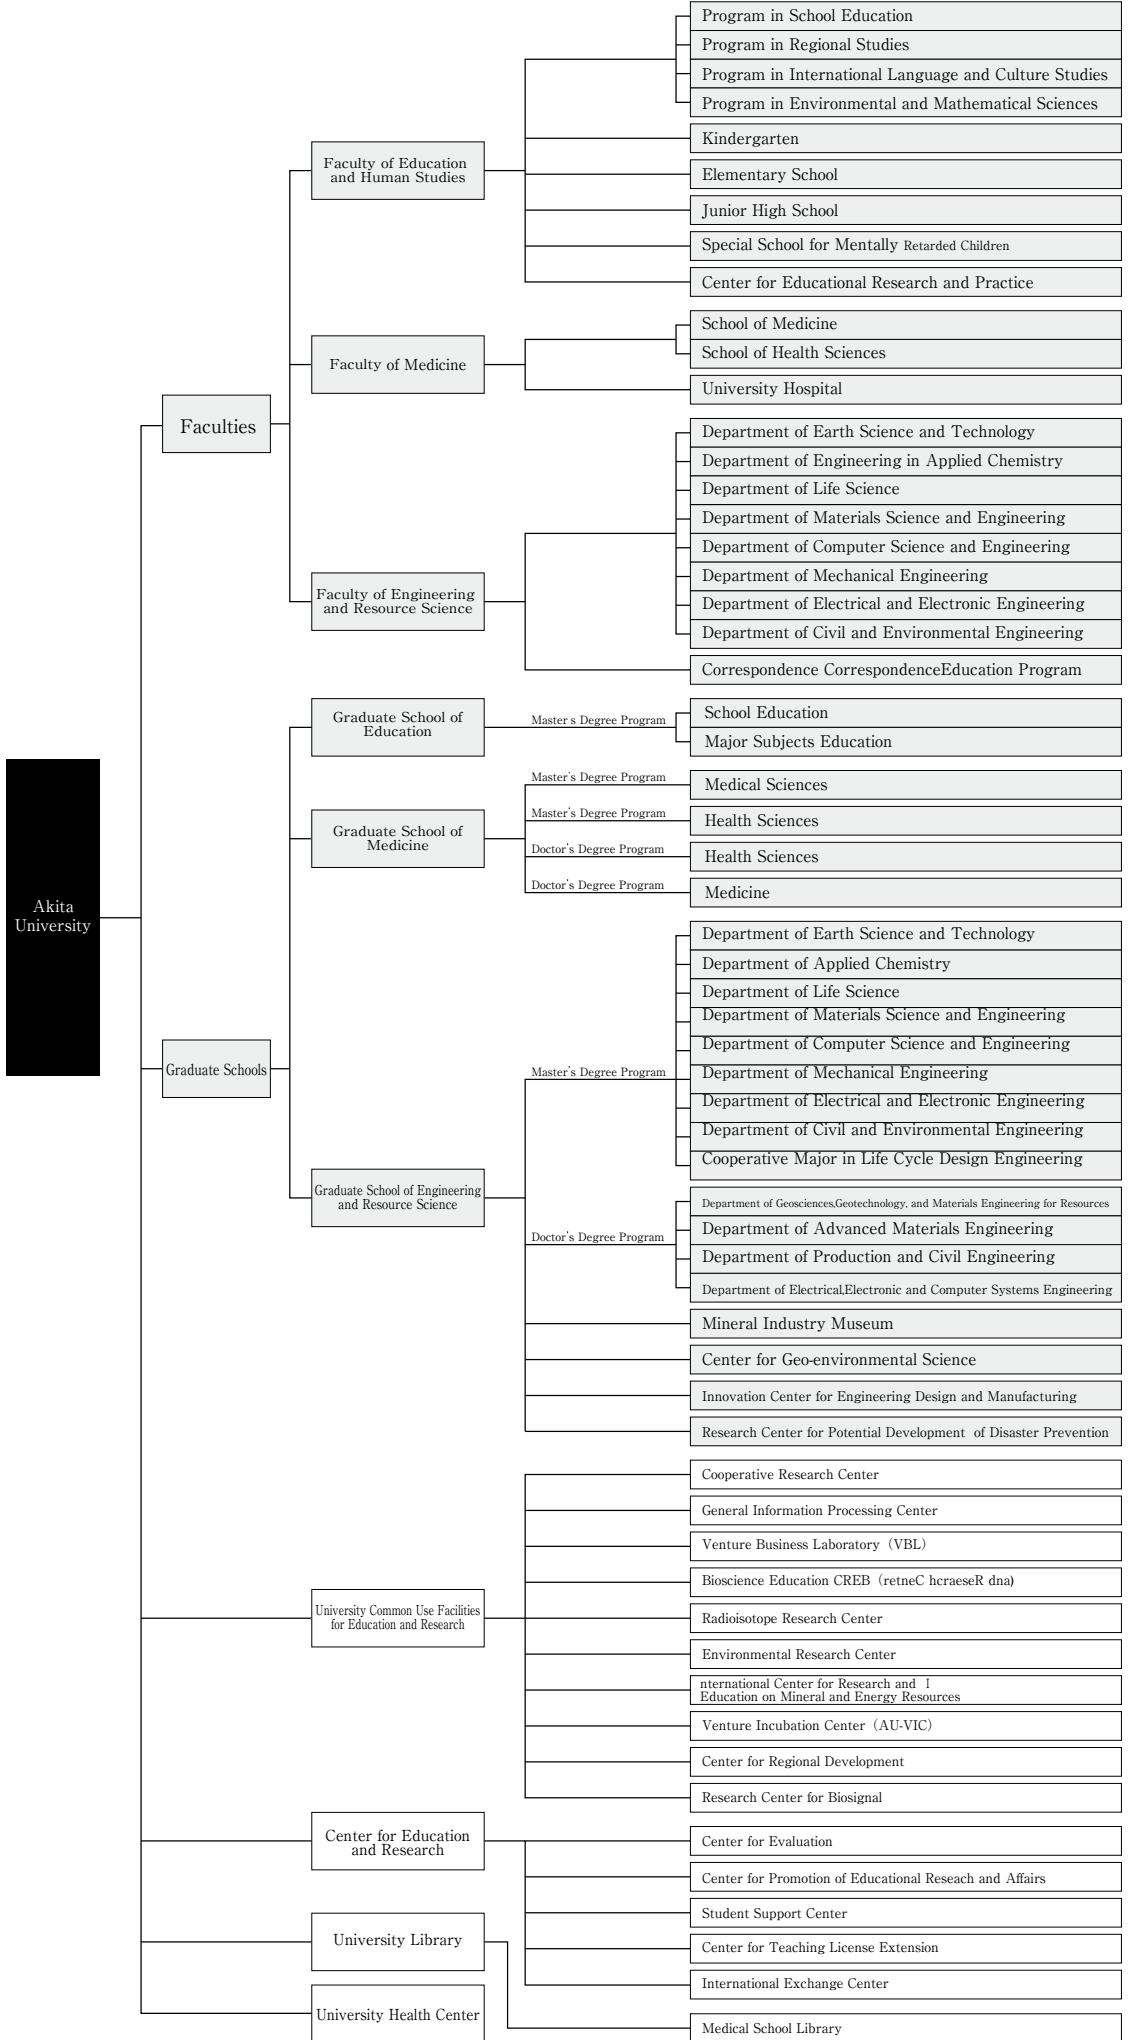 Akita
University
Faculties
Faculty of Education
and Human Studies
Program in School Education
Program in Regional Studies
Program in International Language and Culture Studies
Program in Environmental and Mathematical Sciences
Kindergarten
Elementary School
Junior High School
Special School for Mentally Retarded Children
Center for Educational Research and Practice
Faculty of Medicine
School of Medicine
School of Health Sciences
University Hospital
Faculty of Engineering
and Resource Science
Department of Earth Science and Technology
Department of Engineering in Applied Chemistry
Department of Life Science
Department of Materials Science and Engineering
Department of Computer Science and Engineering
Department of Mechanical Engineering
Department of Electrical and Electronic Engineering
Department of Civil and Environmental Engineering
Correspondence CorrespondenceEducation Program
Graduate Schools
Graduate School of
Education
Master s Degree Program
School Education
Major Subjects Education
Graduate School of
Medicine
Master's Degree Program
Medical Sciences
Master's Degree Program
Health Sciences
Doctor's Degree Program
Health Sciences
Doctor's Degree Program
Medicine
Graduate School of Engineering
and Resource Science
Master's Degree Program
Department of Earth Science and Technology
Department of Applied Chemistry
Department of Life Science
Department of Materials Science and Engineering
Department of Computer Science and Engineering
Department of Mechanical Engineering
Department of Electrical and Electronic Engineering
Department of Civil and Environmental Engineering
Cooperative Major in Life Cycle Design Engineering
Doctor's Degree Program
Department of Geosciences,Geotechnology, and Materials Engineering for Resources
Department of Advanced Materials Engineering
Department of Production and Civil Engineering
Department of Electrical,Electronic and Computer Systems Engineering
Mineral Industry Museum
Center for Geo-environmental Science
Innovation Center for Engineering Design and Manufacturing
Research Center for Potential Development of Disaster Prevention
University Common Use Facilities
for Education and Research
Cooperative Research Center
General Information Processing Center
Venture Business Laboratory (VBL)
Bioscience Education CREB (retneC hcraeseR dna)
Radioisotope Research Center
Environmental Research Center
nternational Center for Research and I
Education on Mineral and Energy Resources
Venture Incubation Center (AU-VIC)
Center for Regional Development
Research Center for Biosignal
Center for Education
and Research
Center for Evaluation
Center for Promotion of Educational Reseach and Affairs
Student Support Center
Center for Teaching License Extension
International Exchange Center
University Library
Medical School Library
University Health Center